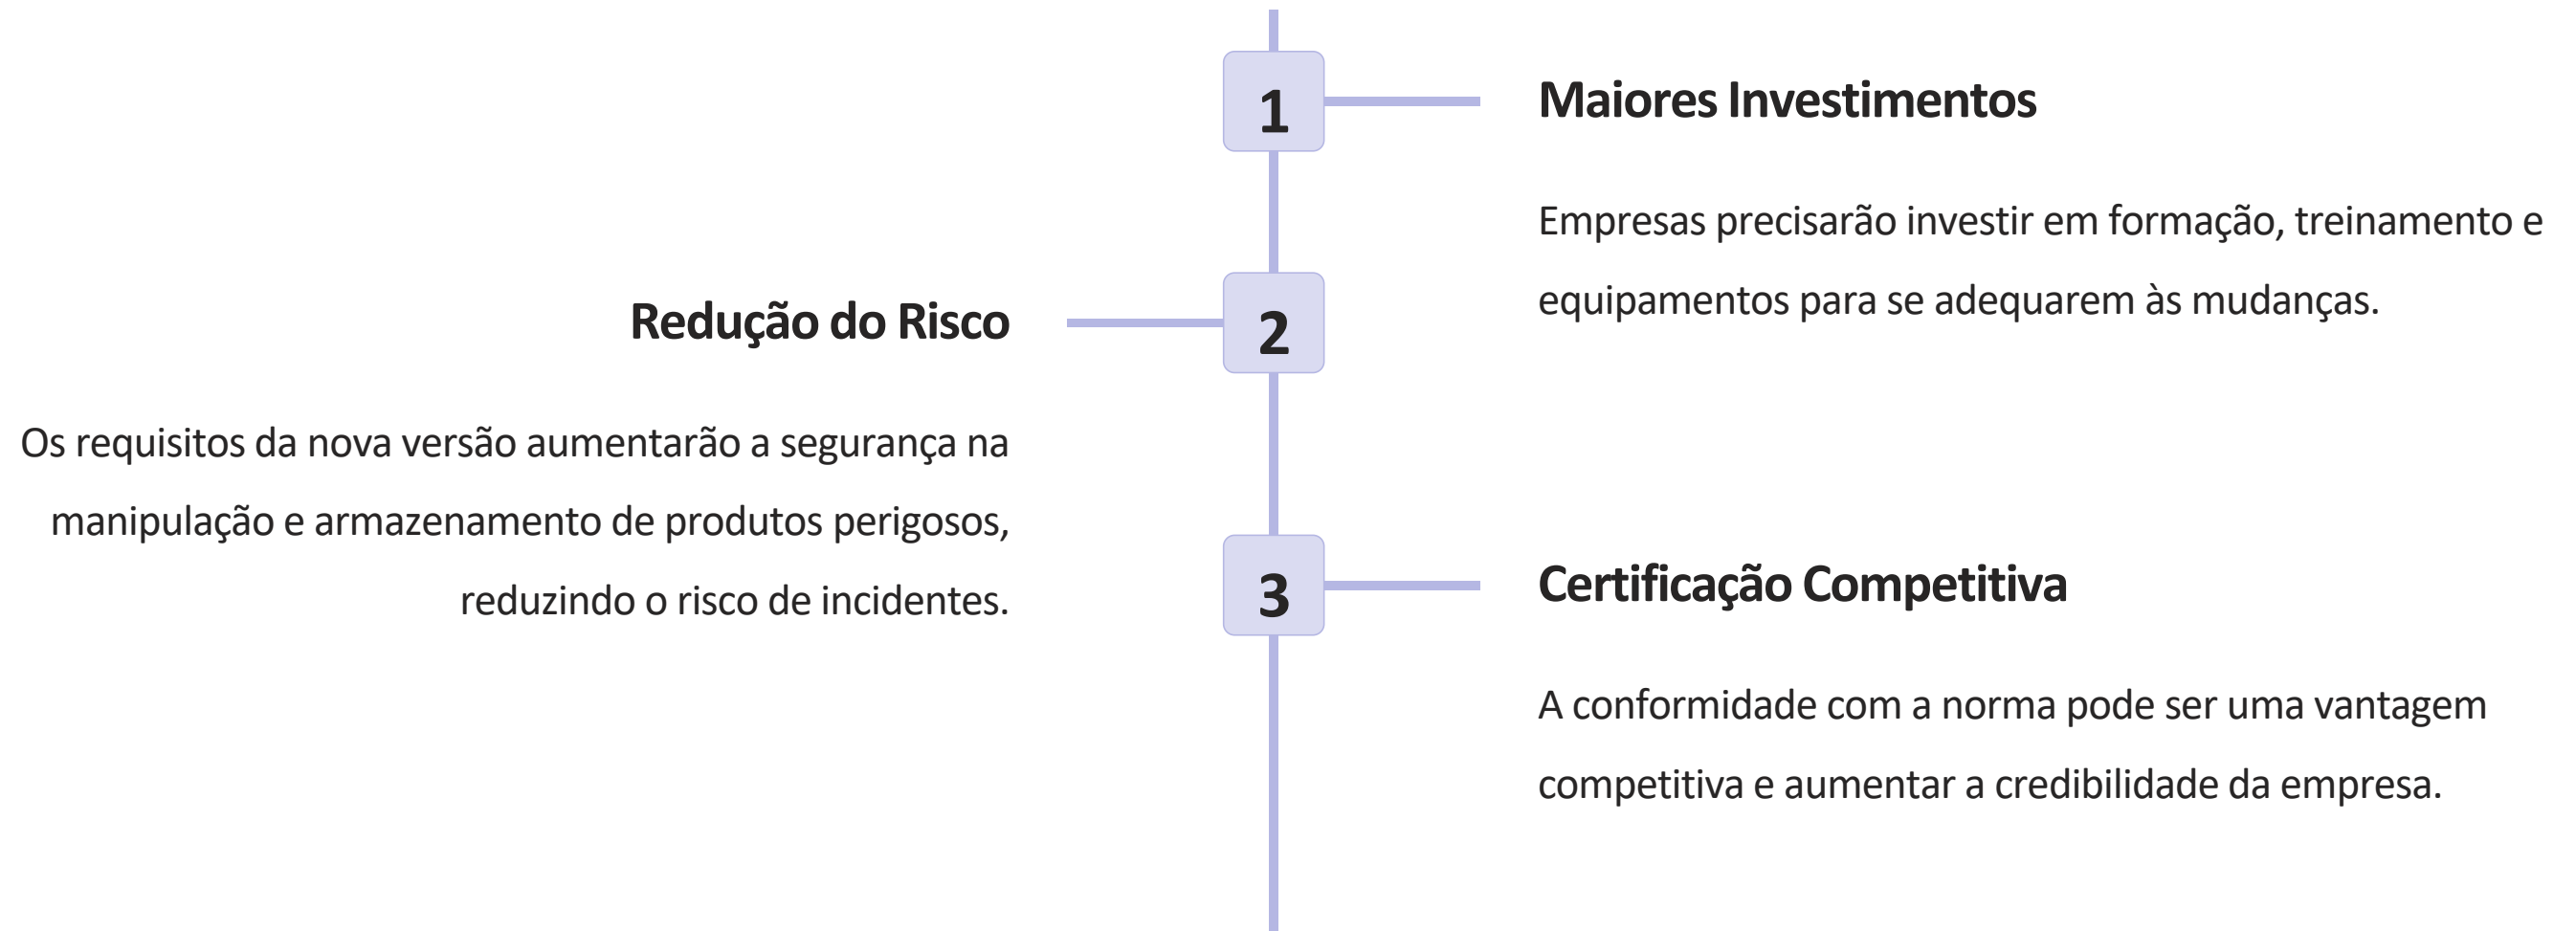 1
Maiores Investimentos
Empresas precisarão investir em formação, treinamento e
equipamentos para se adequarem às mudanças.
2
Redução do Risco
Os requisitos da nova versão aumentarão a segurança na
manipulação e armazenamento de produtos perigosos,
reduzindo o risco de incidentes.
3
Certificação Competitiva
A conformidade com a norma pode ser uma vantagem
competitiva e aumentar a credibilidade da empresa.